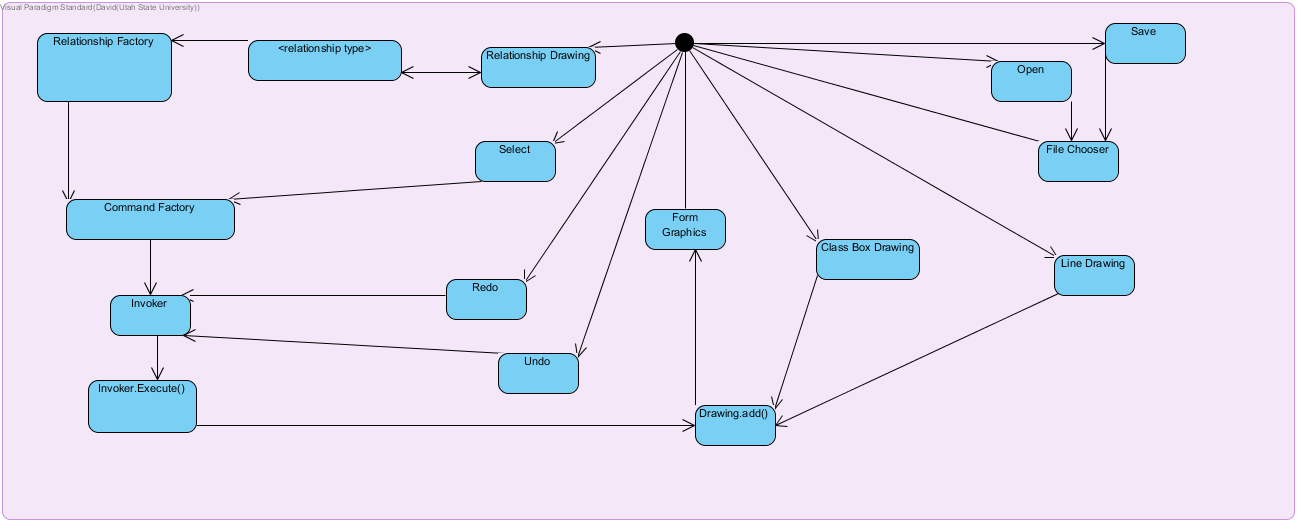 Visual Paradigm Standard(David(Utah State University))
Save
Relationship Factory
<relationship type>
Relationship Drawing
Open
Select
File Chooser
Command Factory
Form
Graphics
Class Box Drawing
Line Drawing
Redo
Invoker
Undo
Invoker.Execute()
Drawing.add()